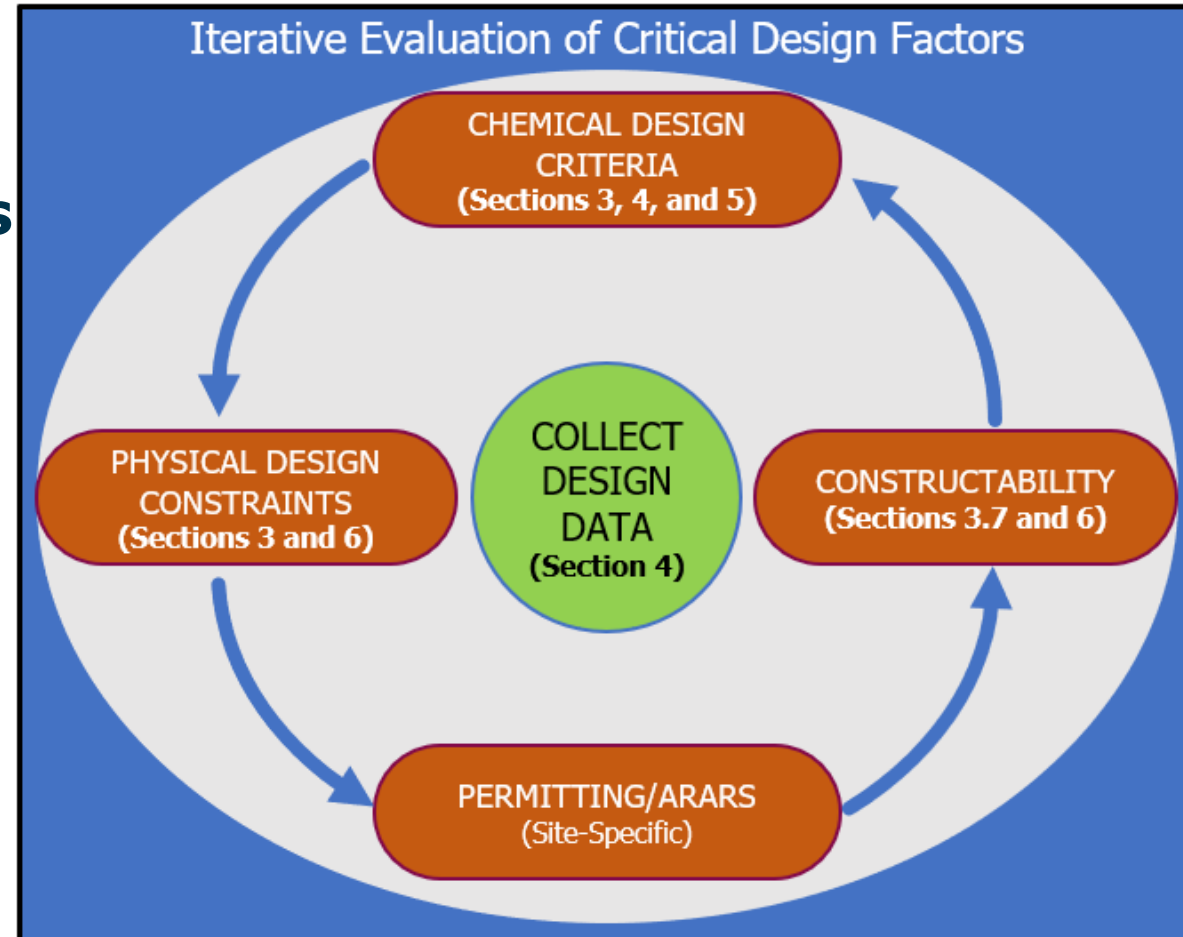 Iterative Evaluation of Critical Design Factors
CHEMICAL DESIGN
CRITERIA
(Sections 3, 4, and 5)
s
PHYSICAL DESIGN
CONSTRAINTS
(Sections 3 and 6)
COLLECT
DESIGN
DATA
(Section 4)
CONSTRUCTABILITY
(Sections 3.7 and 6)
PERMITTING/ARARS
(Site-Specific)